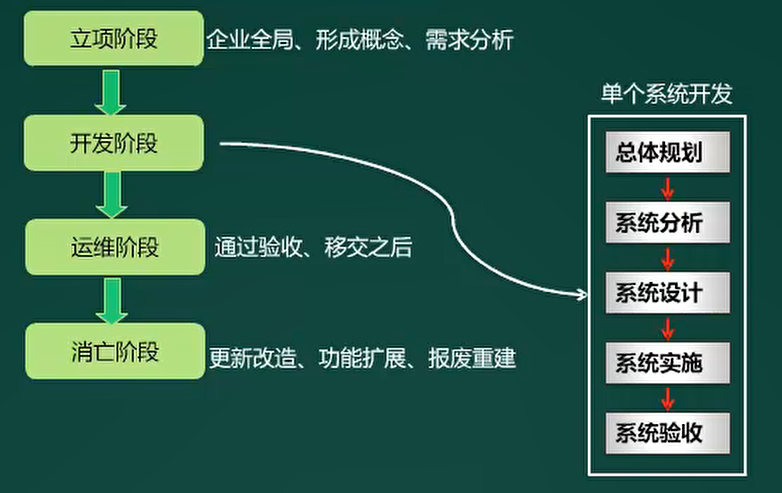 立项阶段
企业全局、形成概念、需求分析
开发阶段
运维阶段
通过验收、移交之后
消亡阶段
更新改造、功能扩展、报废重建
单个系统开发
总体规划
系统分析
系统设计
系统实施
系统验收